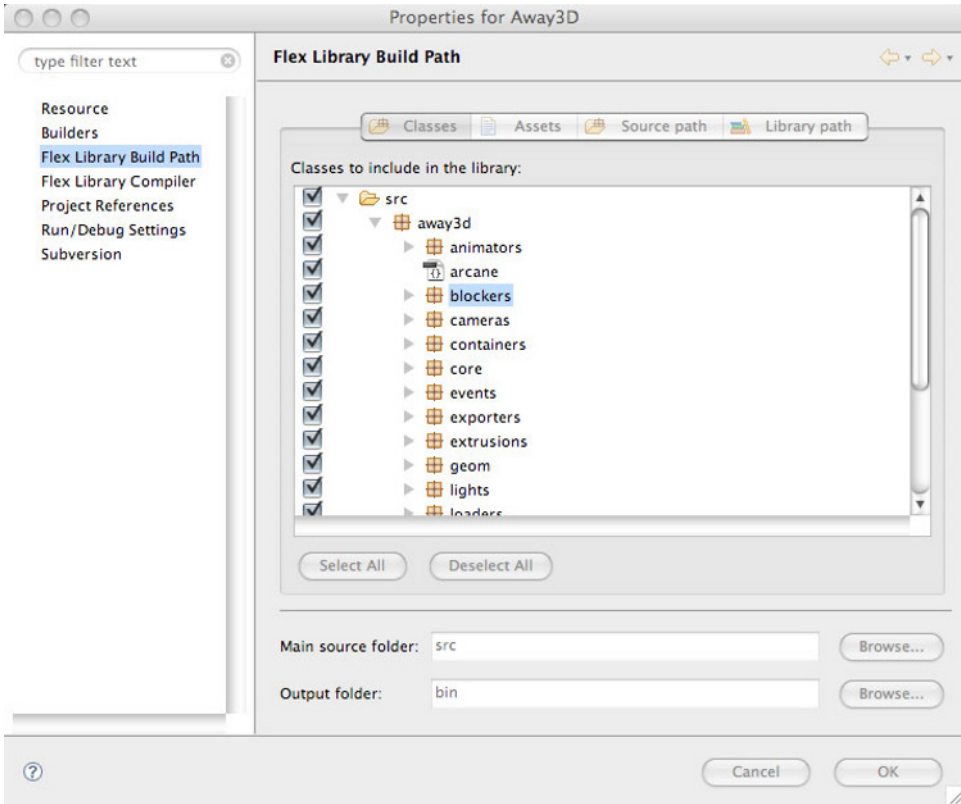 Properties for Away3D
type filter text
Resource
Builders
Flex Library Build Path
Flex Library Compiler
Project References
Run/Debug Settings
Subversion
Flex Library Build Path
Classes
Assets
Source path
Library path
Classes to include in the library:
src
away3d
animators
arcane
blockers
cameras
containers
core
events
exporters
extrusions
geom
lights
loaders
Select All
Deselect All
Main source folder: src
Browse...
Output folder: bin
Browse...
?
Cancel
OK